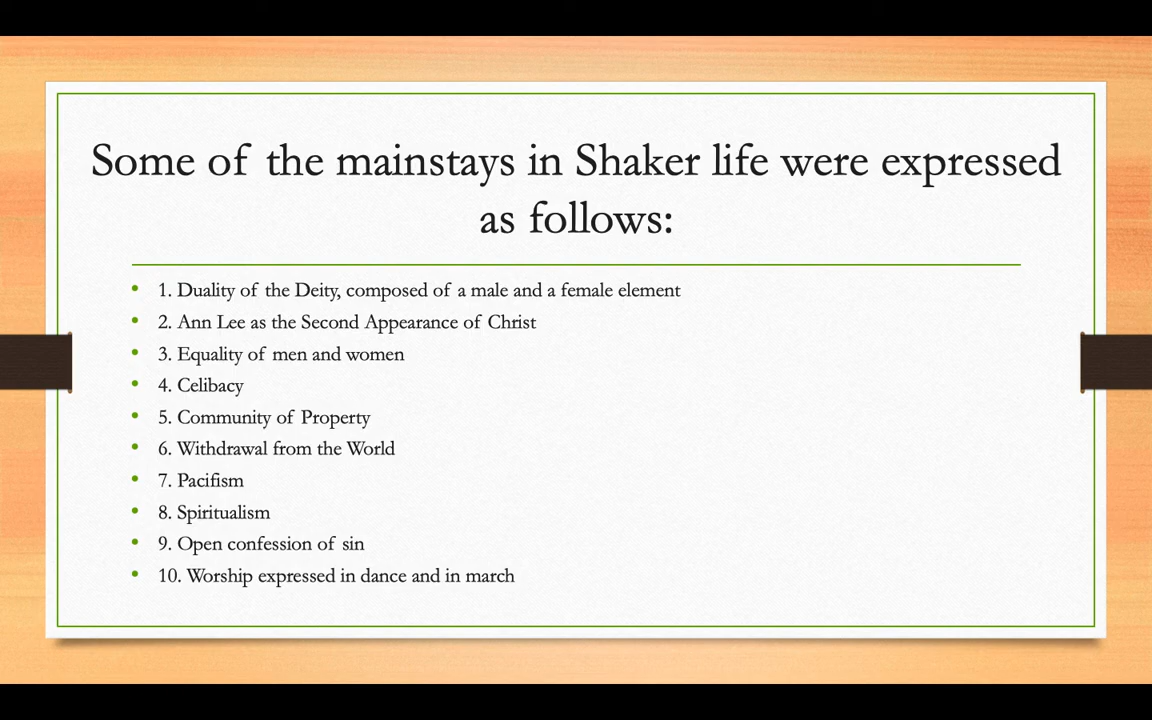 Some of the mainstays in Shaker life were expressed
as follows:
• 1. Duality of the Deity, composed of a male and a female element
• 2. Ann Lee as the Second Appearance of Christ
• 3. Equality of men and women
• 4. Celibacy
• 5. Community of Property
• 6. Withdrawal from the World
• 7. Pacifism
• 8. Spiritualism
• 9. Open confession of sin
• 10. Worship expressed in dance and in march